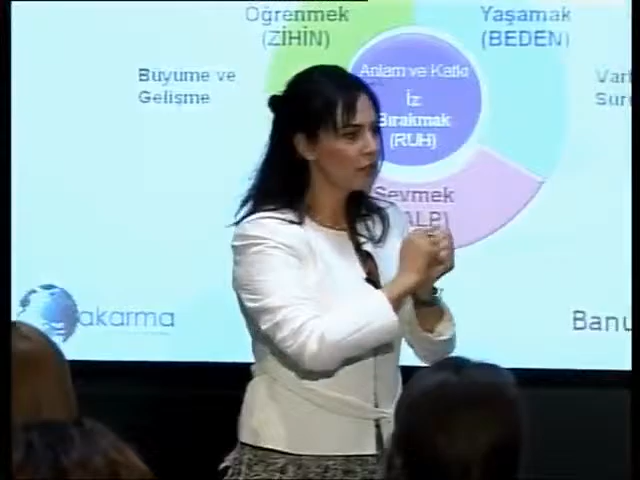 Öğrenmek
(ZİHİN)
Yaşamak
(BEDEN)
Büyüme ve
Gelişme
Anlam ve Katkı
İz
Bırakmak
(RUH)
Sevmek
akarma
Banu